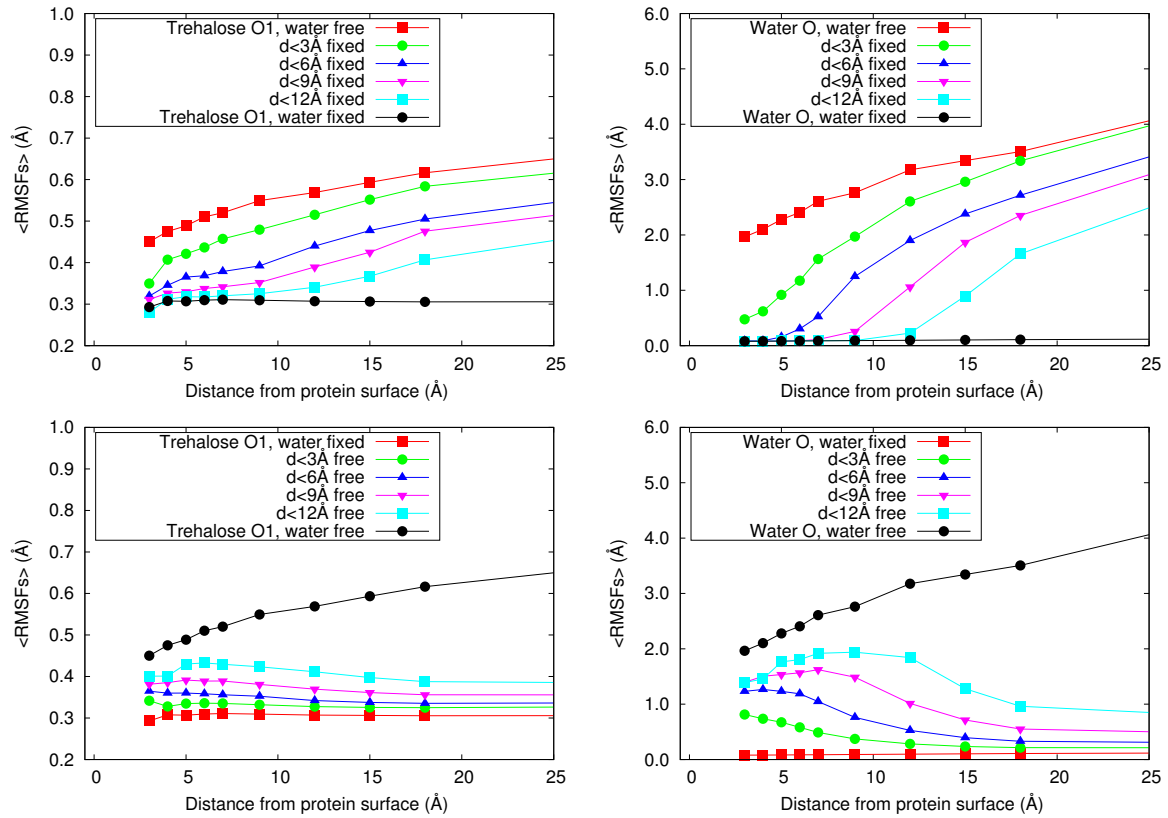 <RMSFs> (Å)
1.0
0.9
0.8
0.7
0.6
0.5
0.4
0.3
0.2
Trehalose O1, water free
d<3Å fixed
d<6Å fixed
d<9Å fixed
d<12Å fixed
Trehalose O1, water fixed
0 5 10 15 20 25
Distance from protein surface (Å)
<RMSFs> (Å)
6.0
5.0
4.0
3.0
2.0
1.0
0.0
Water O, water free
d<3Å fixed
d<6Å fixed
d<9Å fixed
d<12Å fixed
Water O, water fixed
0 5 10 15 20 25
Distance from protein surface (Å)
<RMSFs> (Å)
1.0
0.9
0.8
0.7
0.6
0.5
0.4
0.3
0.2
Trehalose O1, water fixed
d<3Å free
d<6Å free
d<9Å free
d<12Å free
Trehalose O1, water free
0 5 10 15 20 25
Distance from protein surface (Å)
<RMSFs> (Å)
6.0
5.0
4.0
3.0
2.0
1.0
0.0
Water O, water fixed
d<3Å free
d<6Å free
d<9Å free
d<12Å free
Water O, water free
0 5 10 15 20 25
Distance from protein surface (Å)